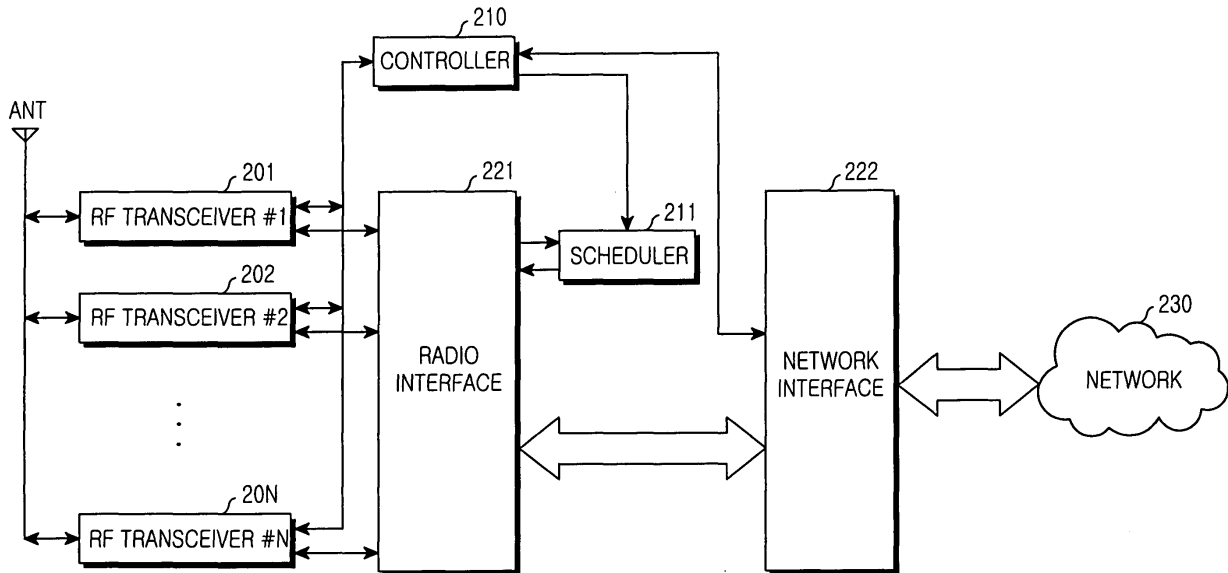 210
CONTROLLER
ANT
201
RF TRANSCEIVER #1
221
222
211
SCHEDULER
202
RF TRANSCEIVER #2
RADIO
INTERFACE
NETWORK
INTERFACE
230
NETWORK
20N
RF TRANSCEIVER #N